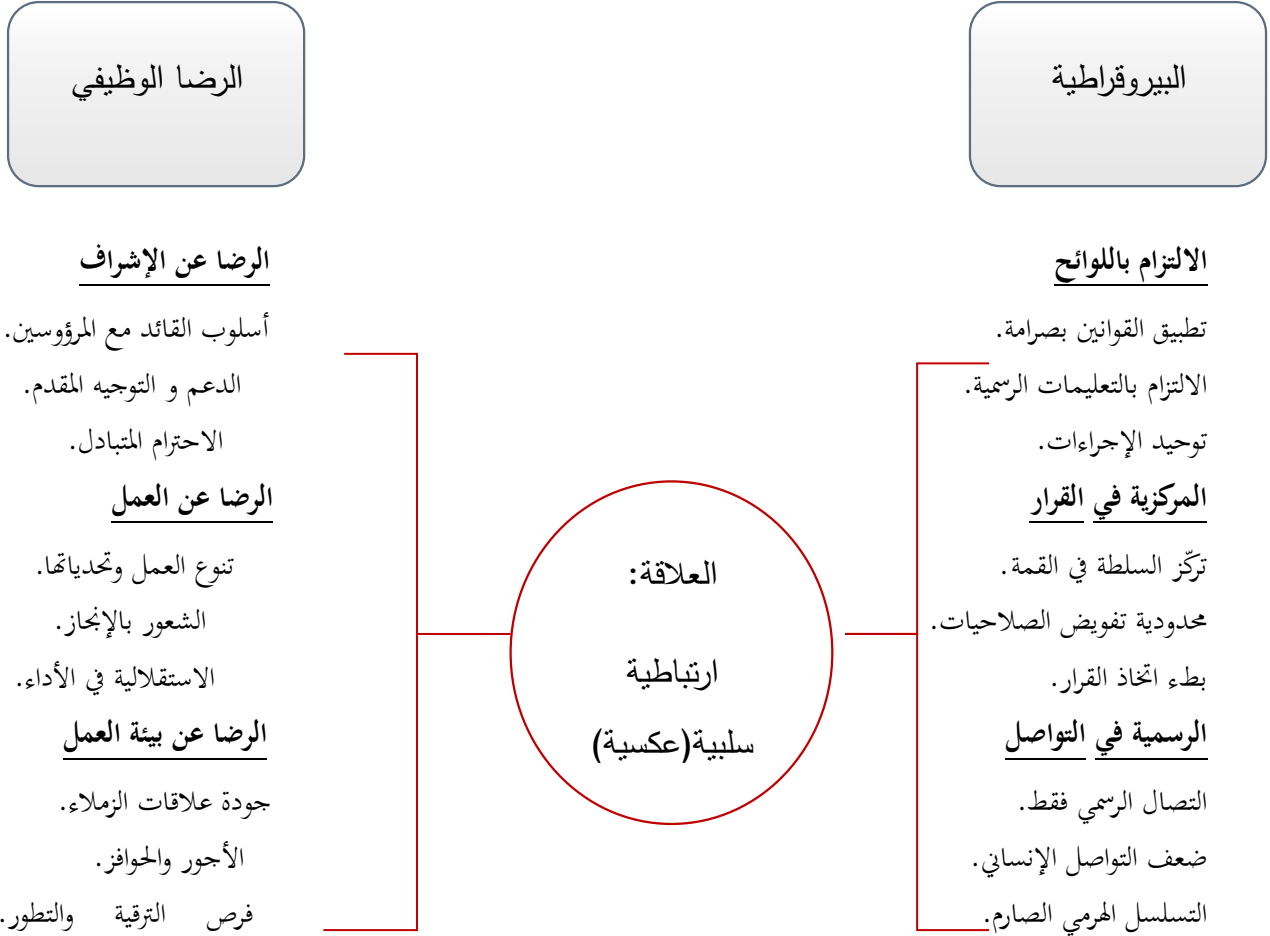 البيروقراطية
الالتزام باللوائح
تطبيق القوانين بصرامة.
الالتزام بالتعليمات الرسمية.
توحيد الإجراءات.
المركزية في القرار
تركّز السلطة في القمة.
محدودية تفويض الصلاحيات.
بطء اتخاذ القرار.
الرسمية في التواصل
التصال الرسمي فقط.
ضعف التواصل الإنساني.
التسلسل الهرمي الصارم.
العلاقة:
ارتباطية
سلبية(عكسية)
الرضا الوظيفي
الرضا عن الإشراف
أسلوب القائد مع المرؤوسين.
الدعم و التوجيه المقدم.
الاحترام المتبادل.
الرضا عن العمل
تنوع العمل وتحدياتها.
الشعور بالإنجاز.
الاستقلالية في الأداء.
الرضا عن بيئة العمل
جودة علاقات الزملاء.
الأجور والحوافز.
فرص الترقية والتطور.